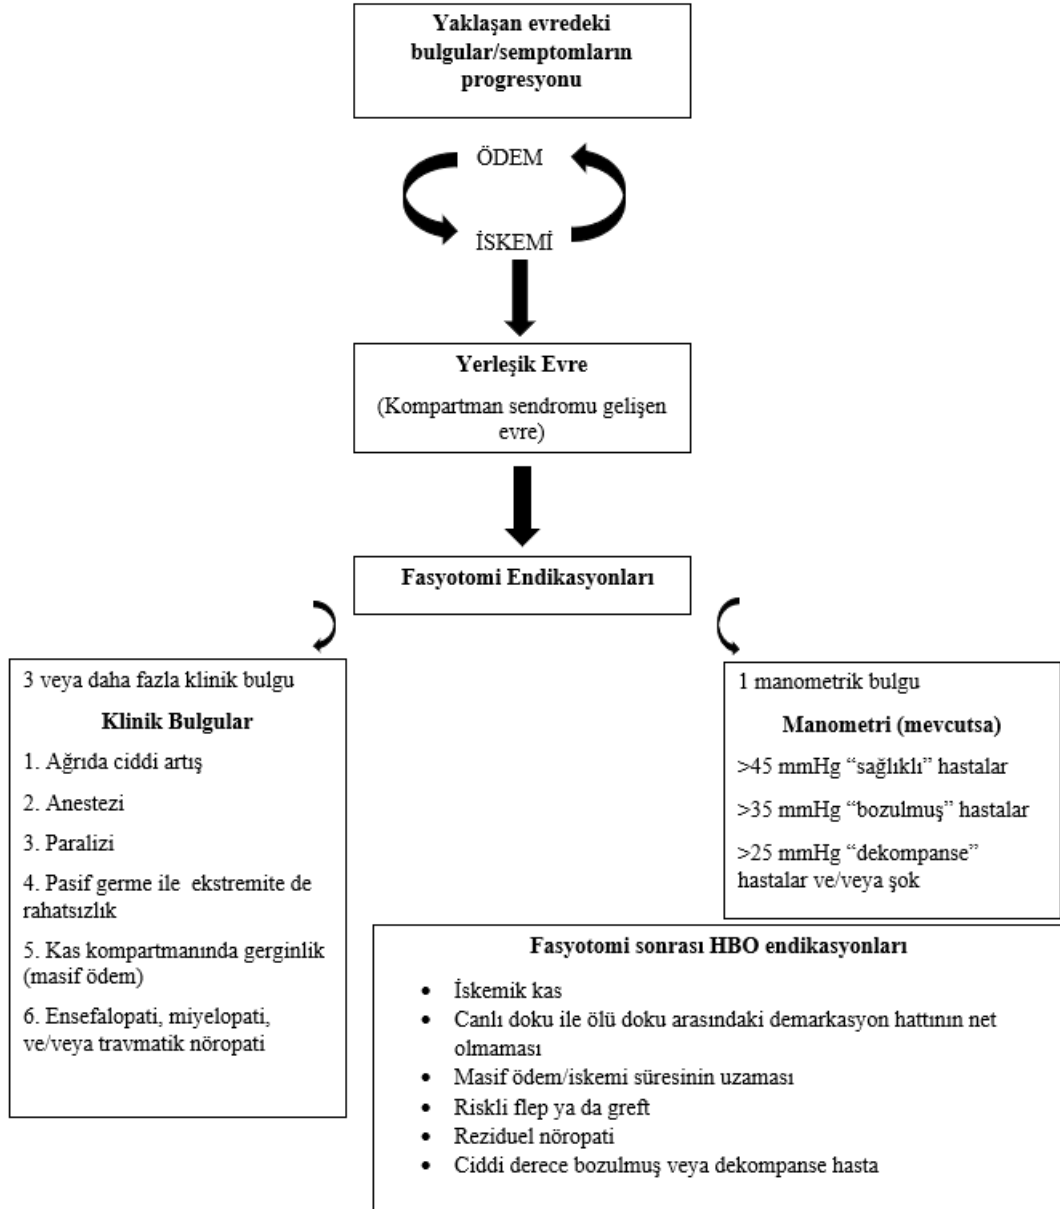 Yaklaşan evredeki
bulgular/semptomların
progresyonu
ÖDEM
İSKEMİ
Yerleşik Evre
(Kompartman sendromu gelişen
evre)
Fasyotomi Endikasyonları
3 veya daha fazla klinik bulgu
Klinik Bulgular
1. Ağrıda ciddi artış
2. Anestezi
3. Paralizi
4. Pasif germe ile ekstremite de
rahatsızlık
5. Kas kompartmanında gerginlik
(masif ödem)
6. Ensefalopati, miyelopati,
ve/veya travmatik nöropati
1 manometrik bulgu
Manometri (mevcutsa)
>45 mmHg “sağlıklı” hastalar
>35 mmHg “bozulmuş” hastalar
>25 mmHg “dekompanse”
hastalar ve/veya şok
Fasyotomi sonrası HBO endikasyonları
• İskemik kas
• Canlı doku ile ölü doku arasındaki demarkasyon hattının net
olmaması
• Masif ödem/iskemi süresinin uzaması
• Riskli flep ya da greft
• Reziduel nöropati
• Ciddi derece bozulmuş veya dekompanse hasta